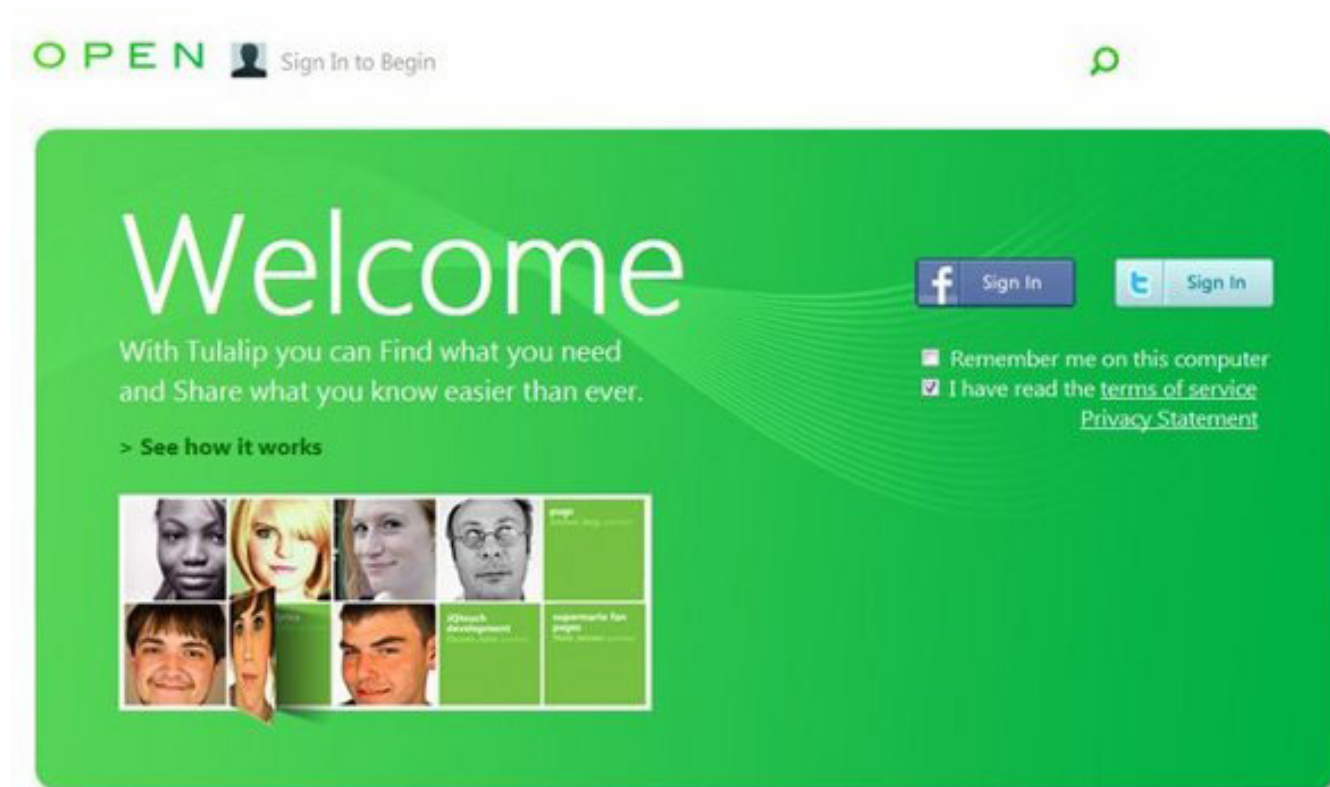 OPEN
Sign In to Begin
Welcome
With Tulalip you can Find what you need
and Share what you know easier than ever.
> See how it works
f Sign In
t Sign In
Remember me on this computer
I have read the terms of service
Privacy Statement
pugs
iQteach
development
supermario fan
pages